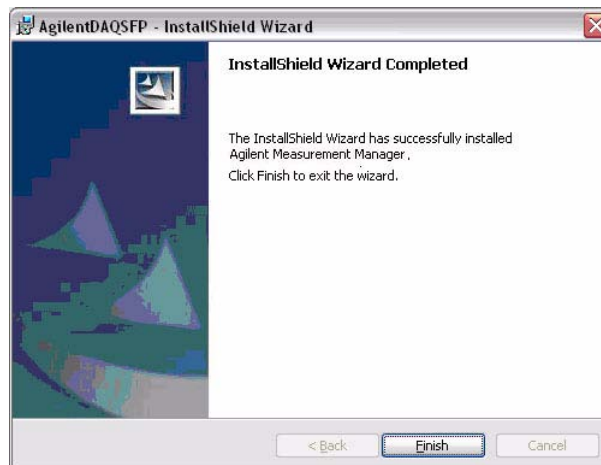 AgilentDAQSFP - InstallShield Wizard
InstallShield Wizard Completed
The InstallShield Wizard has successfully installed
Agilent Measurement Manager.
Click Finish to exit the wizard.
< Back
Finish
Cancel